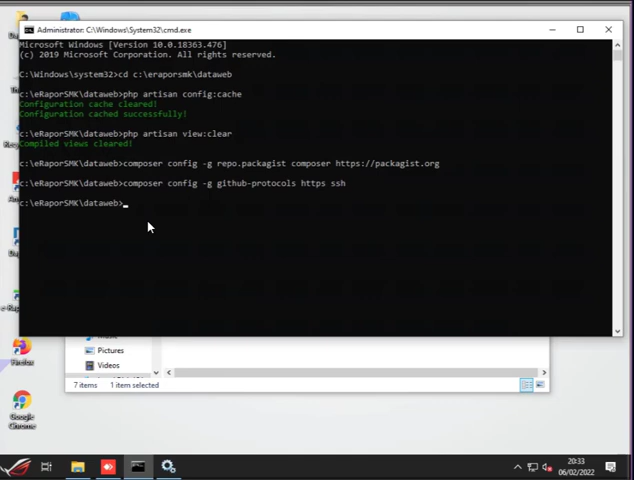 Administrator: C:\Windows\System32\cmd.exe
Microsoft Windows [Version 10.0.18363.476]
(c) 2019 Microsoft Corporation. All rights reserved.
C:\Windows\system32>cd c:\eraporsmk\dataweb
c:\eRaporSMK\dataweb>php artisan config:cache
Configuration cache cleared!
Configuration cached successfully!
c:\eRaporSMK\dataweb>php artisan view:clear
Compiled views cleared!
c:\eRaporSMK\dataweb>composer config -g repo.packagist composer https://packagist.org
c:\eRaporSMK\dataweb>composer config -g github-protocols https ssh
c:\eRaporSMK\dataweb>
Pictures
Videos
7 items
1 item selected
Firefox
Google
Chrome
20:33
06/02/2022